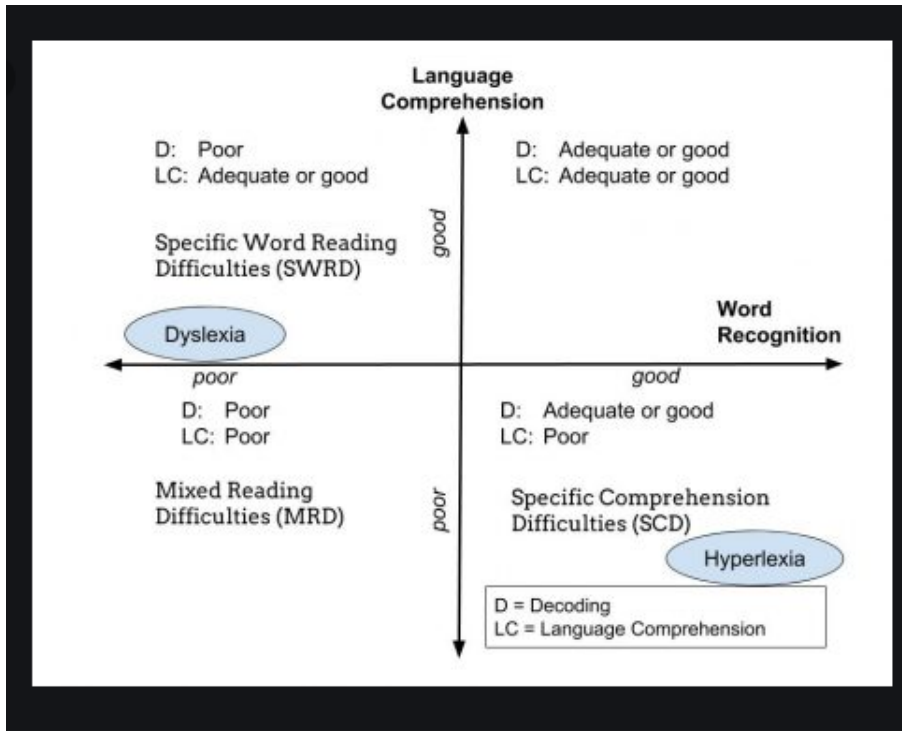 Language
Comprehension
D: Poor
LC: Adequate or good
D: Adequate or good
LC: Adequate or good
good
Specific Word Reading
Difficulties (SWRD)
Dyslexia
Word
Recognition
poor
good
D: Poor
LC: Poor
D: Adequate or good
LC: Poor
Mixed Reading
Difficulties (MRD)
poor
Specific Comprehension
Difficulties (SCD)
Hyperlexia
D = Decoding
LC = Language Comprehension